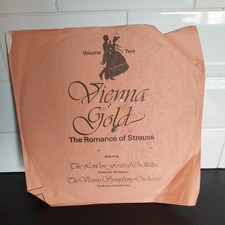 Volume Two
Vienna
Gold
The Romance of Strauss
featuring
The London Festival Orchestra
The Vienna Symphony Orchestra